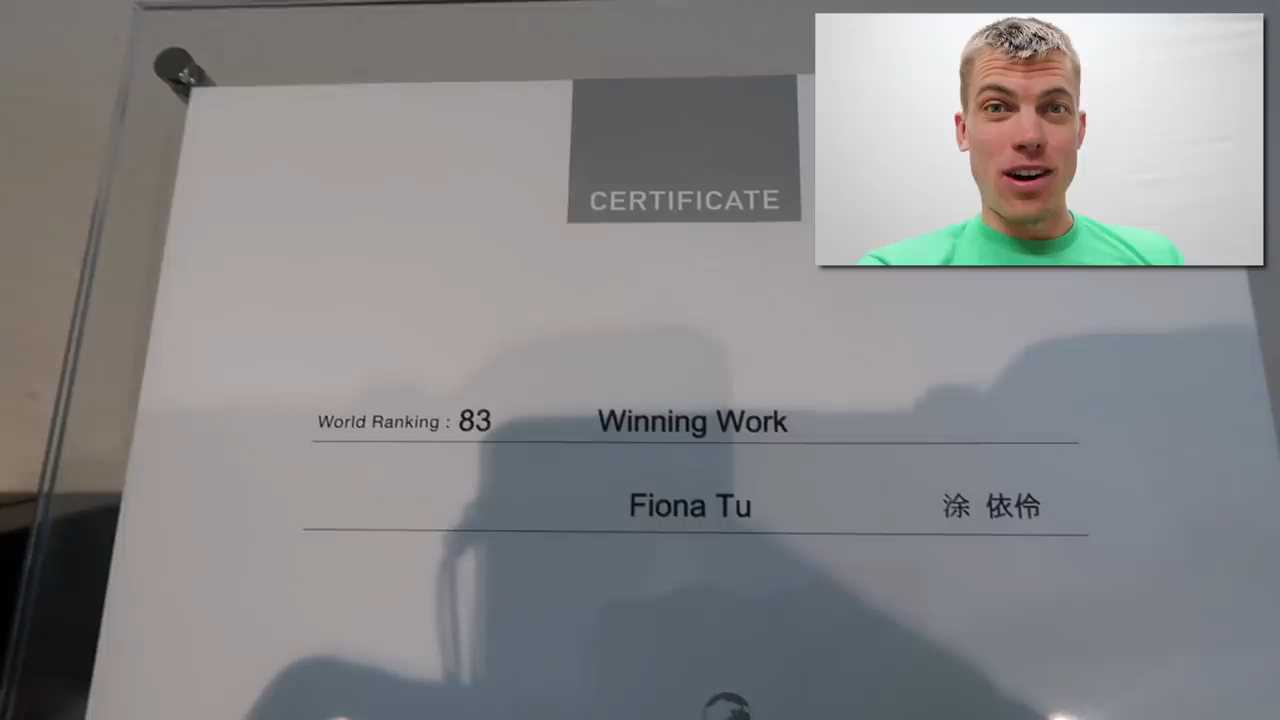 CERTIFICATE
World Ranking : 83 Winning Work
Fiona Tu 涂 依伶